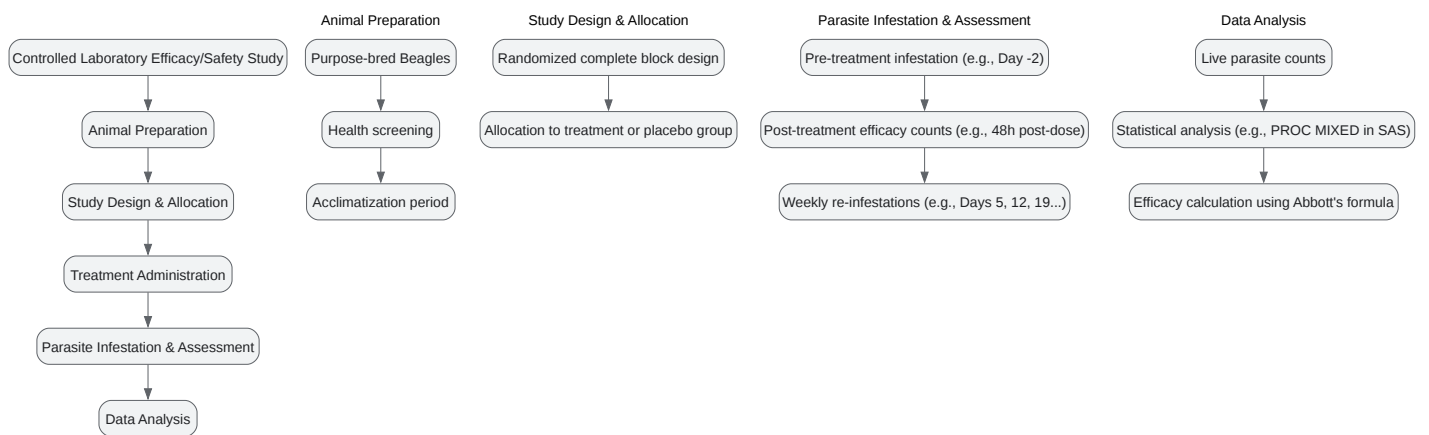 Controlled Laboratory Efficacy/Safety Study
Animal Preparation
Study Design & Allocation
Treatment Administration
Parasite Infestation & Assessment
Data Analysis
Animal Preparation
Purpose-bred Beagles
Health screening
Acclimatization period
Study Design & Allocation
Randomized complete block design
Allocation to treatment or placebo group
Parasite Infestation & Assessment
Pre-treatment infestation (e.g., Day -2)
Post-treatment efficacy counts (e.g., 48h post-dose)
Weekly re-infestations (e.g., Days 5, 12, 19...)
Data Analysis
Live parasite counts
Statistical analysis (e.g., PROC MIXED in SAS)
Efficacy calculation using Abbott's formula